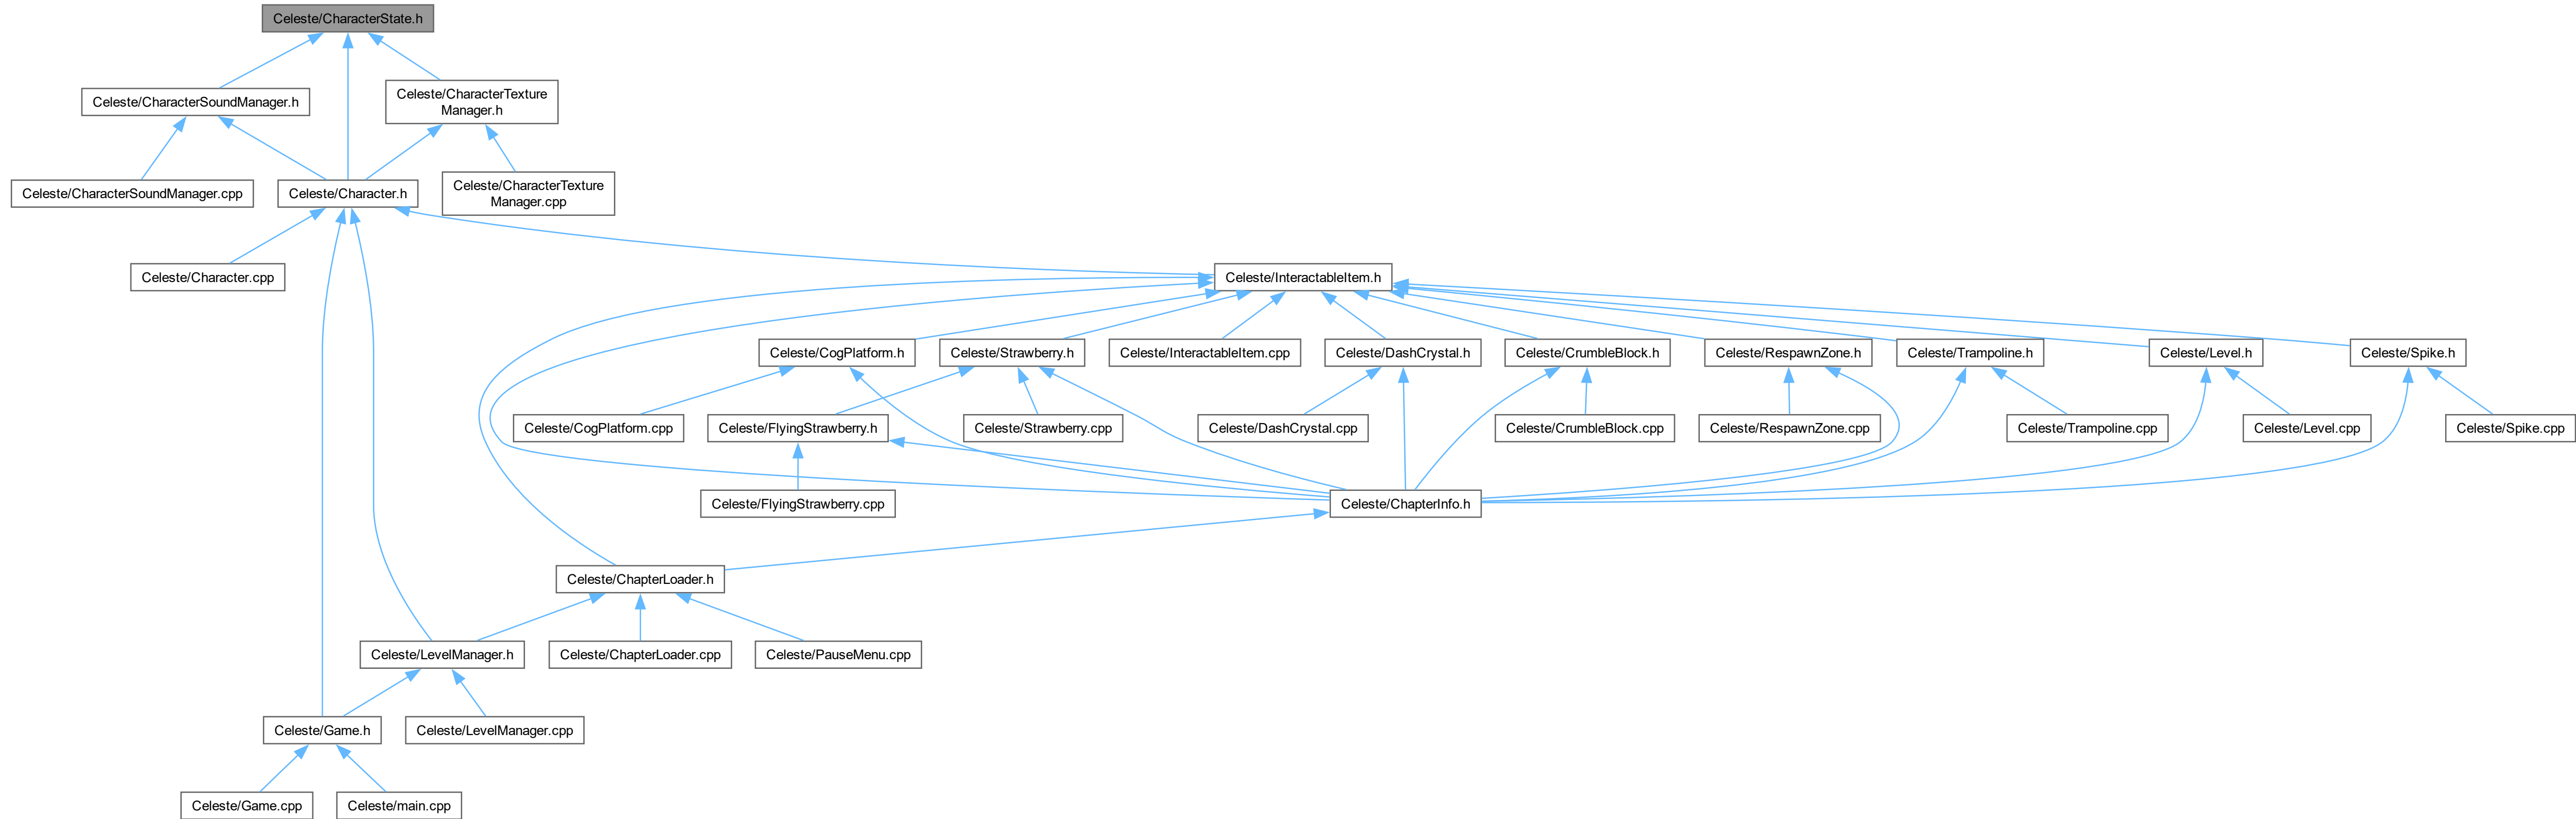 Celeste/CharacterState.h
Celeste/CharacterSoundManager.h
Celeste/CharacterTexture
Manager.h
Celeste/CharacterSoundManager.cpp
Celeste/Character.h
Celeste/CharacterTexture
Manager.cpp
Celeste/Character.cpp
Celeste/InteractableItem.h
Celeste/CogPlatform.h
Celeste/Strawberry.h
Celeste/InteractableItem.cpp
Celeste/DashCrystal.h
Celeste/CrumbleBlock.h
Celeste/RespawnZone.h
Celeste/Trampoline.h
Celeste/Level.h
Celeste/Spike.h
Celeste/CogPlatform.cpp
Celeste/FlyingStrawberry.h
Celeste/Strawberry.cpp
Celeste/DashCrystal.cpp
Celeste/CrumbleBlock.cpp
Celeste/RespawnZone.cpp
Celeste/Trampoline.cpp
Celeste/Level.cpp
Celeste/Spike.cpp
Celeste/FlyingStrawberry.cpp
Celeste/ChapterInfo.h
Celeste/ChapterLoader.h
Celeste/LevelManager.h
Celeste/ChapterLoader.cpp
Celeste/PauseMenu.cpp
Celeste/Game.h
Celeste/LevelManager.cpp
Celeste/Game.cpp
Celeste/main.cpp